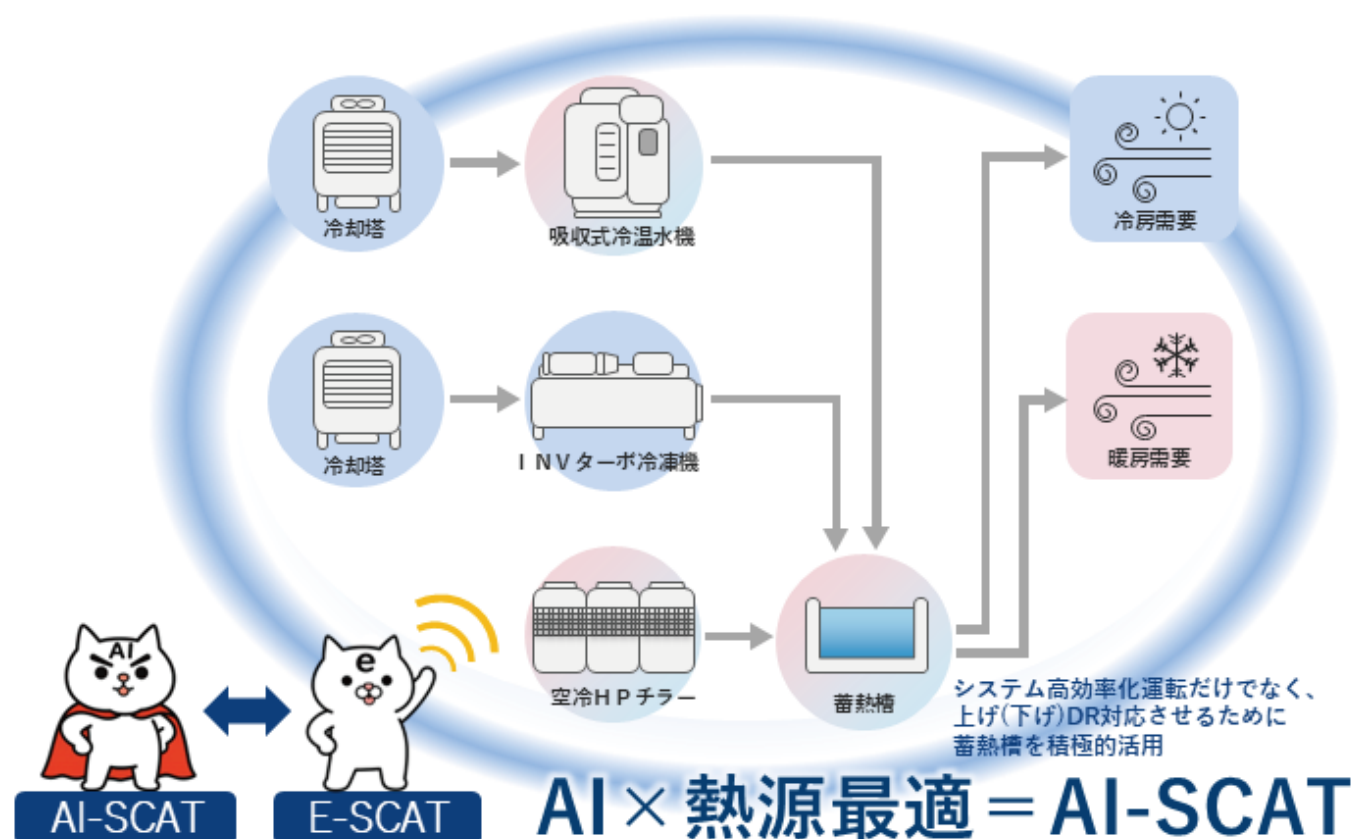 冷却塔
吸収式冷温水機
冷房需要
冷却塔
INVターボ冷凍機
暖房需要
空冷HPチラー
蓄熱槽
システム高効率化運転だけでなく、
上げ(下げ)DR対応させるために
蓄熱槽を積極的活用
AI
e
AI-SCAT
E-SCAT
AI×熱源最適=AI-SCAT